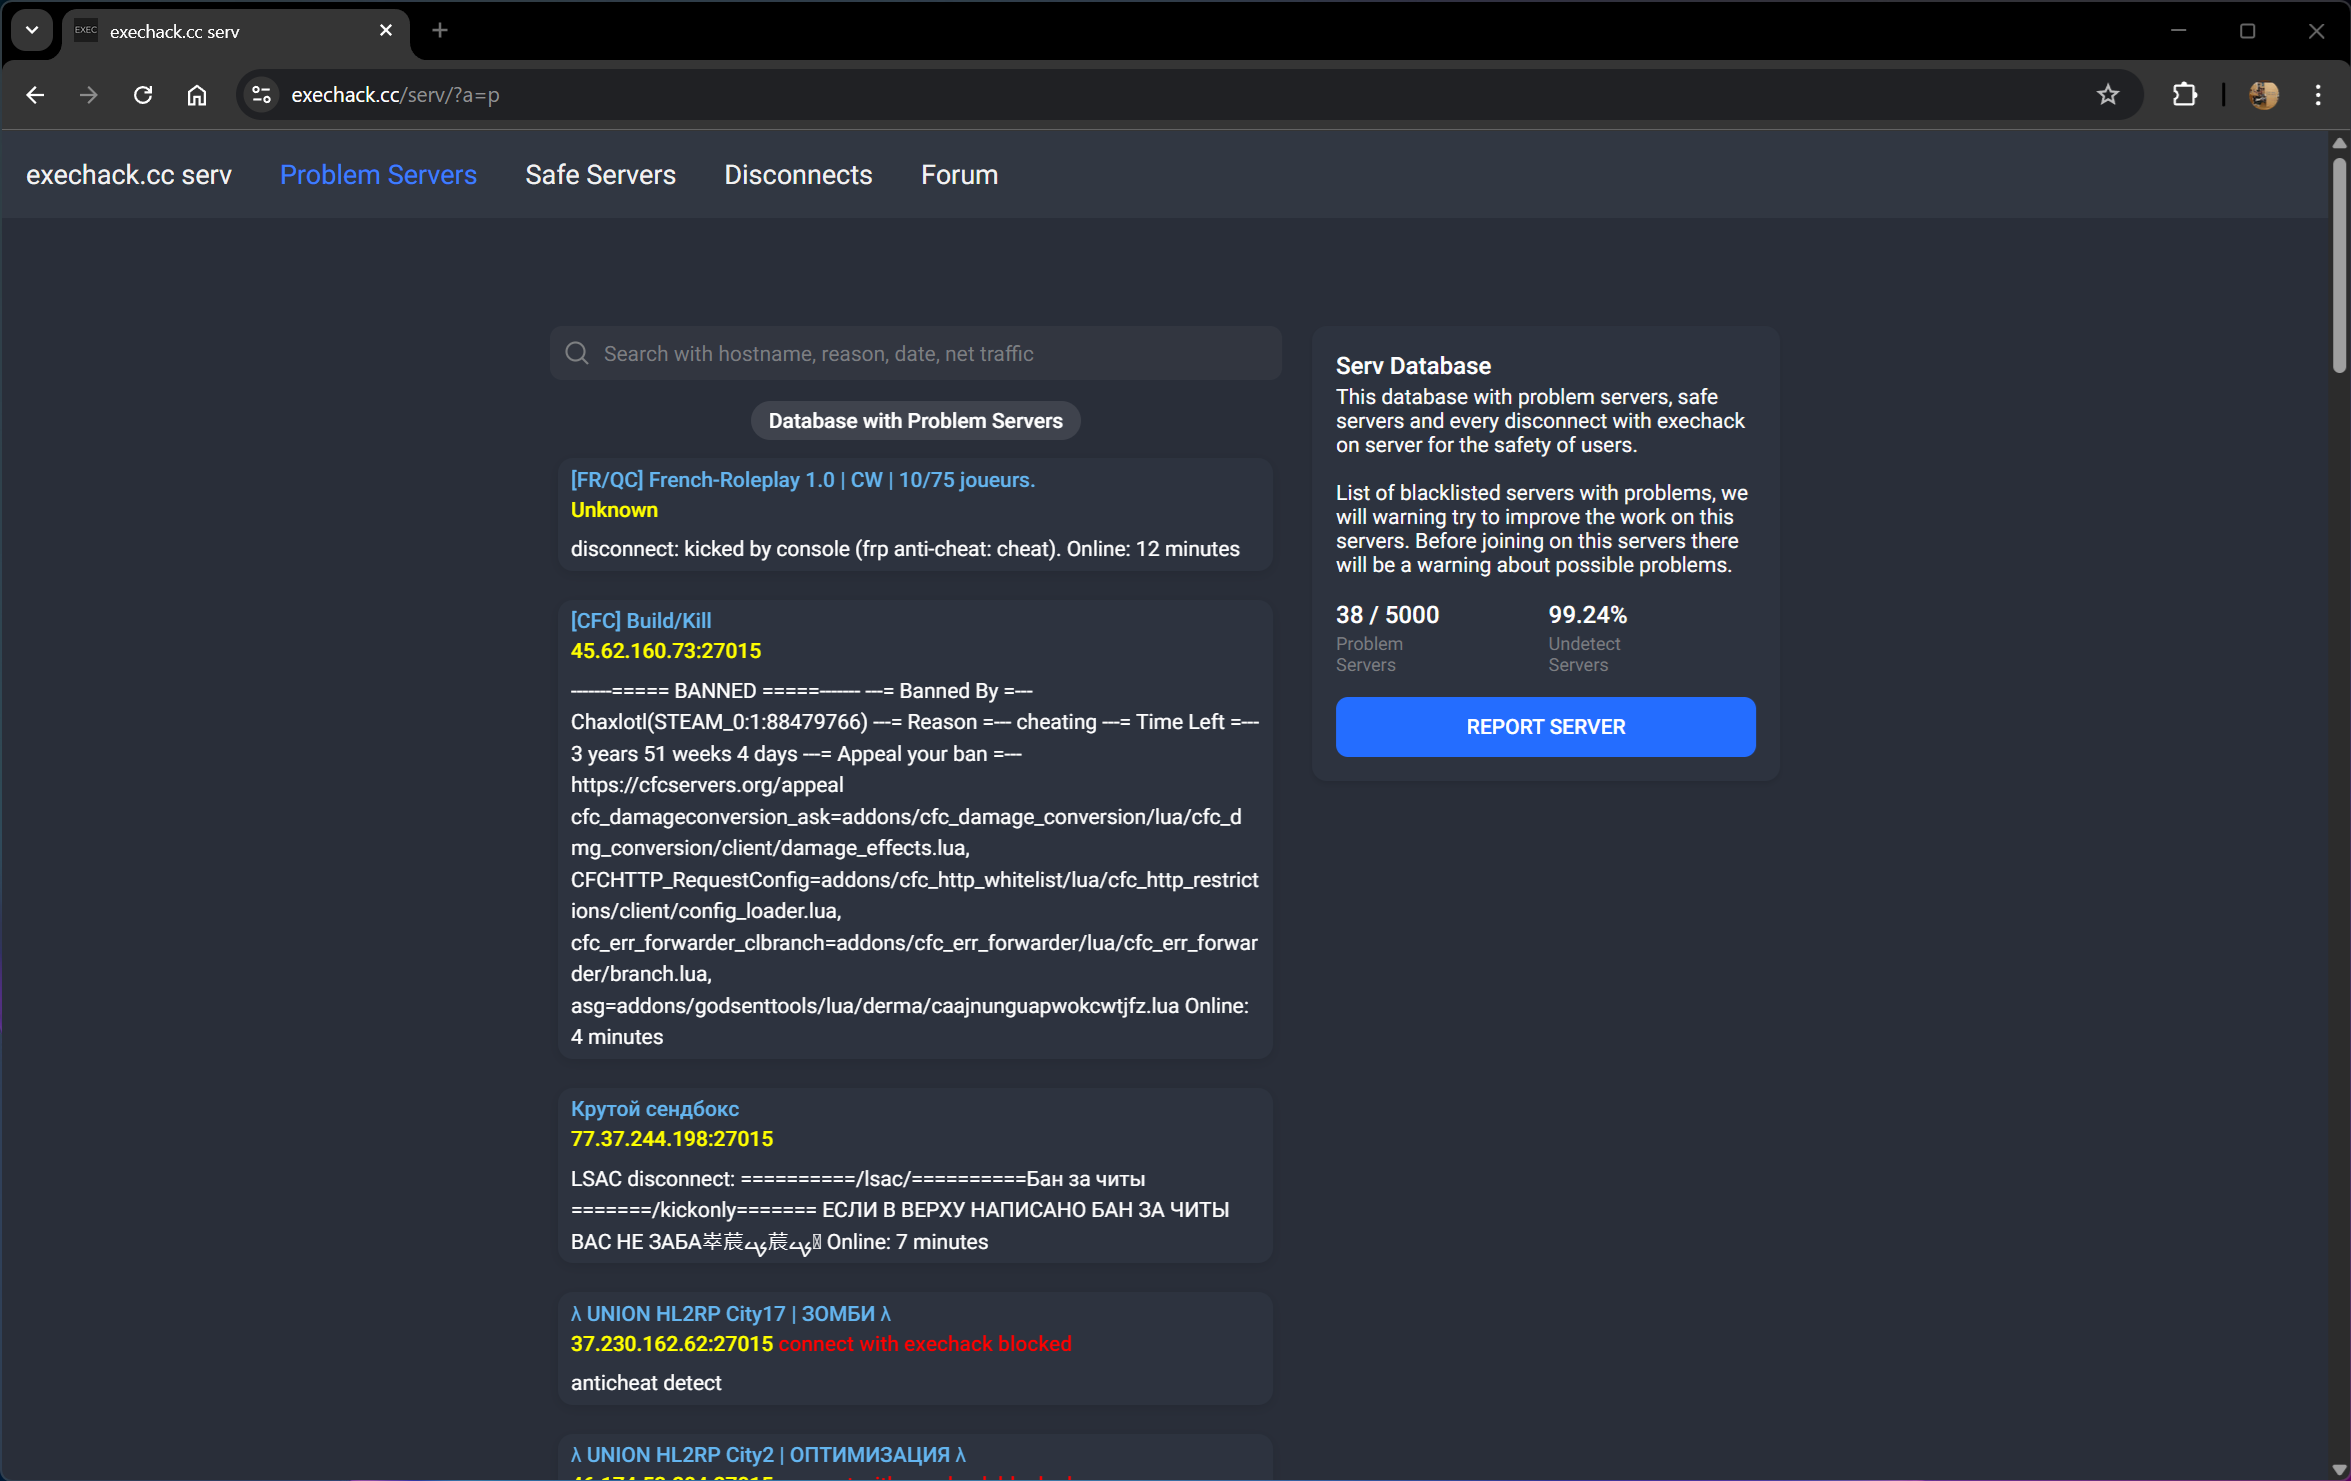 EXEC
exechack.cc serv
exechack.cc/serv/?a=p
exechack.cc serv
Problem Servers
Safe Servers
Disconnects
Forum
Search with hostname, reason, date, net traffic
Database with Problem Servers
[FR/QC] French-Roleplay 1.0 | CW | 10/75 joueurs.
Unknown
disconnect: kicked by console (frp anti-cheat: cheat). Online: 12 minutes
[CFC] Build/Kill
45.62.160.73:27015
-------===== BANNED =====------- ---= Banned By =---
Chaxlotl(STEAM_0:1:88479766) ---= Reason =--- cheating ---= Time Left =---
3 years 51 weeks 4 days ---= Appeal your ban =---
https://cfcservers.org/appeal
cfc_damageconversion_ask=addons/cfc_damage_conversion/lua/cfc_d
mg_conversion/client/damage_effects.lua,
CFCHTTP_RequestConfig=addons/cfc_http_whitelist/lua/cfc_http_restrict
ions/client/config_loader.lua,
cfc_err_forwarder_clbranch=addons/cfc_err_forwarder/lua/cfc_err_forwar
der/branch.lua,
asg=addons/godsenttools/lua/derma/caajnunguapwokcwtjfz.lua Online:
4 minutes
Крутой сендбокс
77.37.244.198:27015
LSAC disconnect: ==========/lsac/==========Бан за читы
=======/kickonly======= ЕСЛИ В ВЕРХУ НАПИСАНО БАН ЗА ЧИТЫ
ВАС НЕ ЗАБА Online: 7 minutes
λ UNION HL2RP City17 | ЗОМБИ λ
37.230.162.62:27015 connect with exechack blocked
anticheat detect
λ UNION HL2RP City2 | ОПТИМИЗАЦИЯ λ
Serv Database
This database with problem servers, safe
servers and every disconnect with exechack
on server for the safety of users.
List of blacklisted servers with problems, we
will warning try to improve the work on this
servers. Before joining on this servers there
will be a warning about possible problems.
38 / 5000
Problem
Servers
99.24%
Undetect
Servers
REPORT SERVER